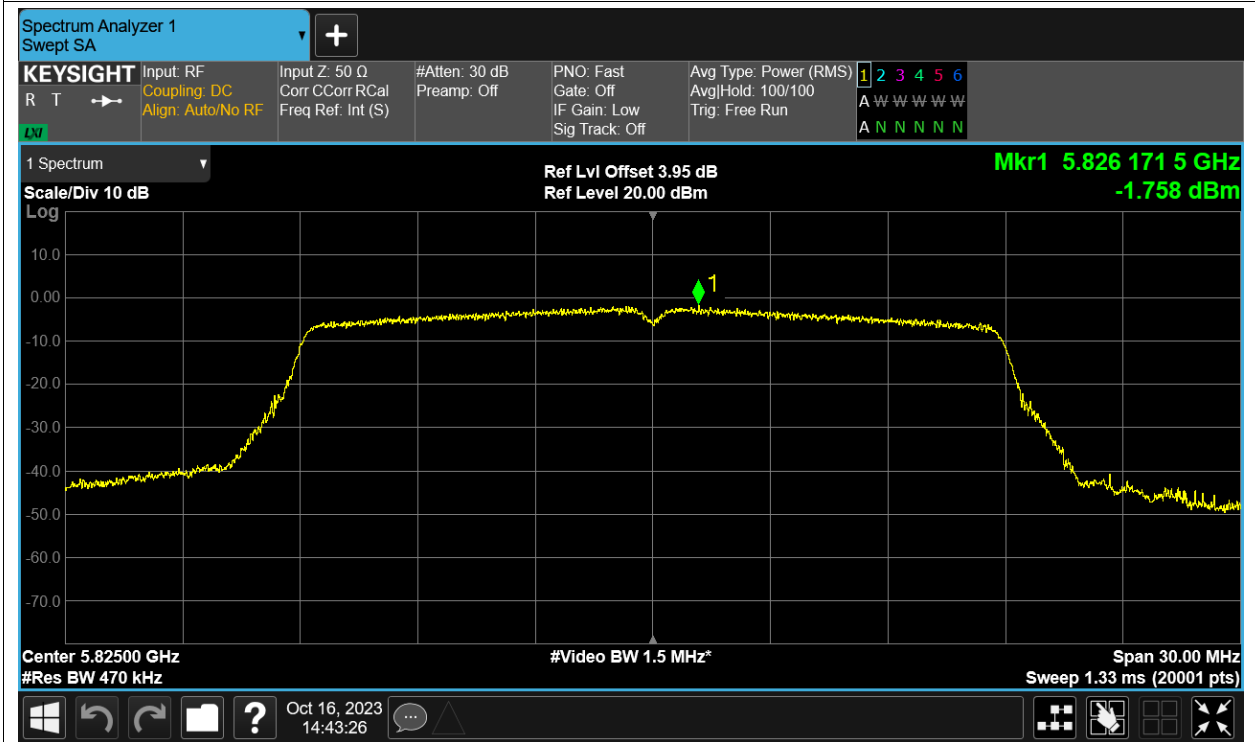 Spectrum Analyzer 1
Swept SA
+
KEYSIGHT
R T
LXI
Input: RF
Coupling: DC
Align: Auto/No RF
Input Z: 50 Ω
Corr CCorr RCal
Freq Ref: Int (S)
#Atten: 30 dB
Preamp: Off
PNO: Fast
Gate: Off
IF Gain: Low
Sig Track: Off
Avg Type: Power (RMS)
Avg|Hold: 100/100
Trig: Free Run
1 2 3 4 5 6
A W W W W W
A N N N N N
1 Spectrum
Scale/Div 10 dB
Ref Lvl Offset 3.95 dB
Ref Level 20.00 dBm
Mkr1 5.826 171 5 GHz
-1.758 dBm
Log
10.0
0.00
-10.0
-20.0
-30.0
-40.0
-50.0
-60.0
-70.0
1
Center 5.82500 GHz
#Res BW 470 kHz
#Video BW 1.5 MHz*
Span 30.00 MHz
Sweep 1.33 ms (20001 pts)
?
Oct 16, 2023
14:43:26